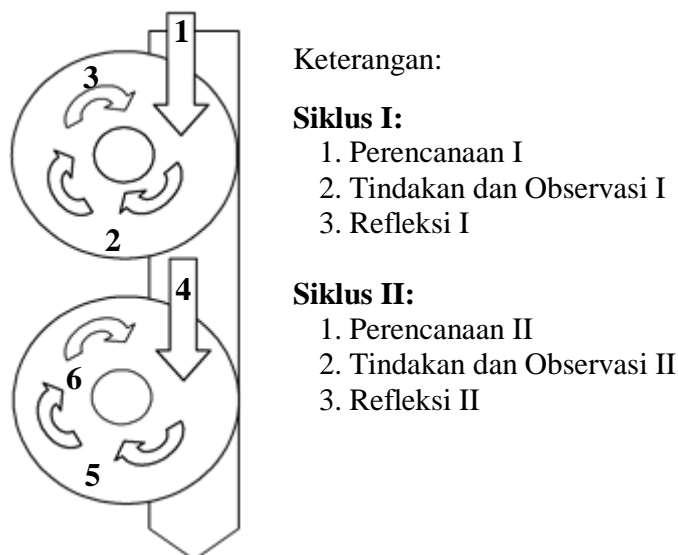 1
3
2
4
6
5
Keterangan:
Siklus I:
1. Perencanaan I
2. Tindakan dan Observasi I
3. Refleksi I
Siklus II:
1. Perencanaan II
2. Tindakan dan Observasi II
3. Refleksi II